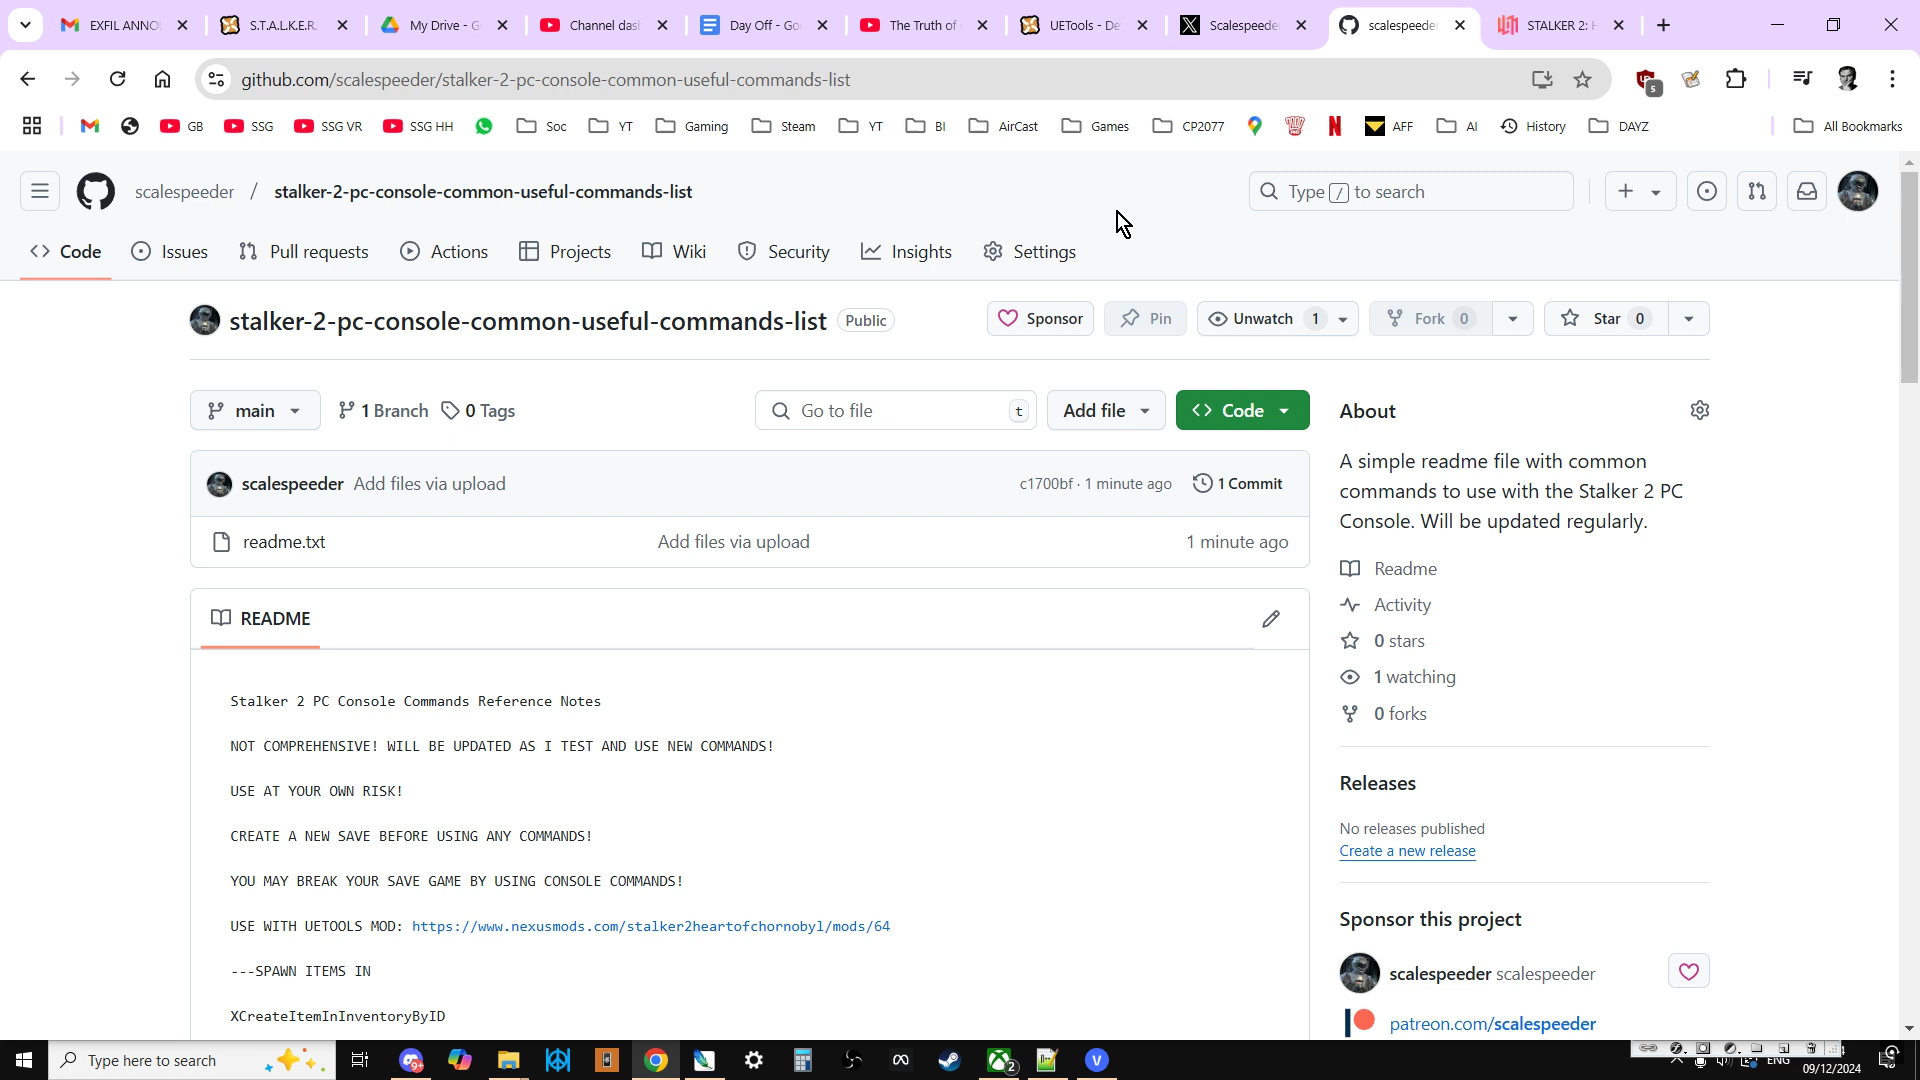 EXFIL ANNO
S.T.A.L.K.E.R.
My Drive - G
Channel das
Day Off - Go
The Truth of
UETools - De
Scalespeede
scalespeede
STALKER 2: H
github.com/scalespeeder/stalker-2-pc-console-common-useful-commands-list
5
GB
SSG
SSG VR
SSG HH
Soc
YT
Gaming
Steam
YT
BI
AirCast
Games
CP2077
AFF
AI
History
DAYZ
All Bookmarks
scalespeeder / stalker-2-pc-console-common-useful-commands-list
Type / to search
Code
Issues
Pull requests
Actions
Projects
Wiki
Security
Insights
Settings
stalker-2-pc-console-common-useful-commands-list Public
Sponsor
Pin
Unwatch 1
Fork 0
Star 0
main
1 Branch
0 Tags
Go to file t
Add file
Code
scalespeeder Add files via upload
c1700bf · 1 minute ago
1 Commit
readme.txt
Add files via upload
1 minute ago
README
Stalker 2 PC Console Commands Reference Notes
NOT COMPREHENSIVE! WILL BE UPDATED AS I TEST AND USE NEW COMMANDS!
USE AT YOUR OWN RISK!
CREATE A NEW SAVE BEFORE USING ANY COMMANDS!
YOU MAY BREAK YOUR SAVE GAME BY USING CONSOLE COMMANDS!
USE WITH UETOOLS MOD: https://www.nexusmods.com/stalker2heartofchornobyl/mods/64
---SPAWN ITEMS IN
XCreateItemInInventoryByID
About
A simple readme file with common
commands to use with the Stalker 2 PC
Console. Will be updated regularly.
Readme
Activity
0 stars
1 watching
0 forks
Releases
No releases published
Create a new release
Sponsor this project
scalespeeder scalespeeder
patreon.com/scalespeeder
Type here to search
ENG
09/12/2024